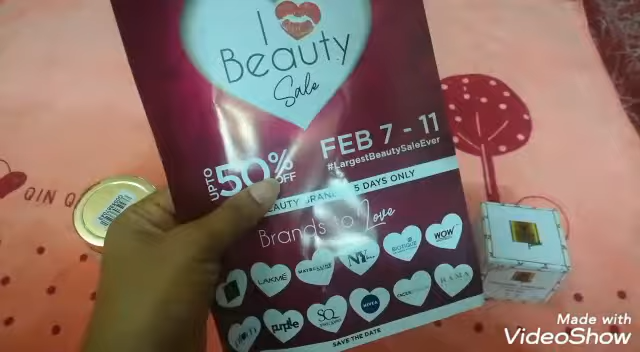 I
Beauty
Sale
FEB 7 - 11
#LargestBeautySaleEver
UPTO 50% OFF
5 DAYS ONLY
Brands to Love
LAKMÉ
MAYBELLINE
NY
BIOTIQUE
WOW
purplle
SQ
NIVEA
SAVE THE DATE
QIN Q
Made with
VideoShow